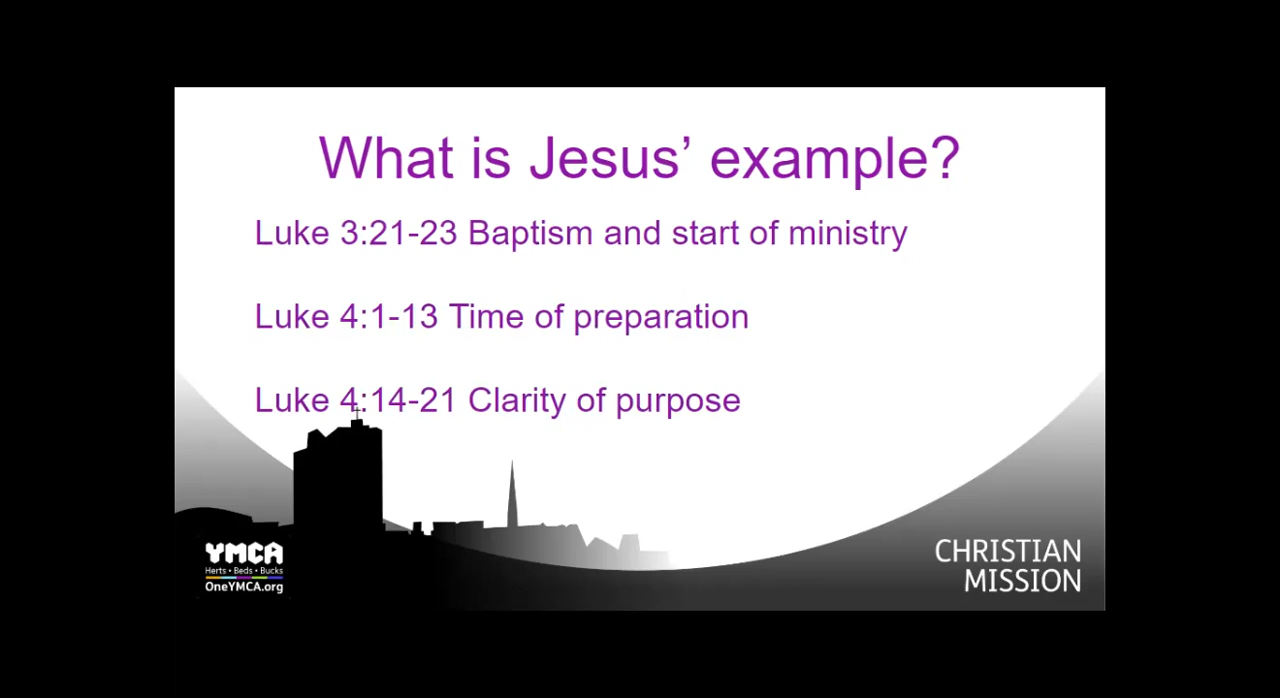 What is Jesus’ example?
Luke 3:21-23 Baptism and start of ministry
Luke 4:1-13 Time of preparation
Luke 4:14-21 Clarity of purpose
YMCA
Herts • Beds • Bucks
OneYMCA.org
CHRISTIAN
MISSION